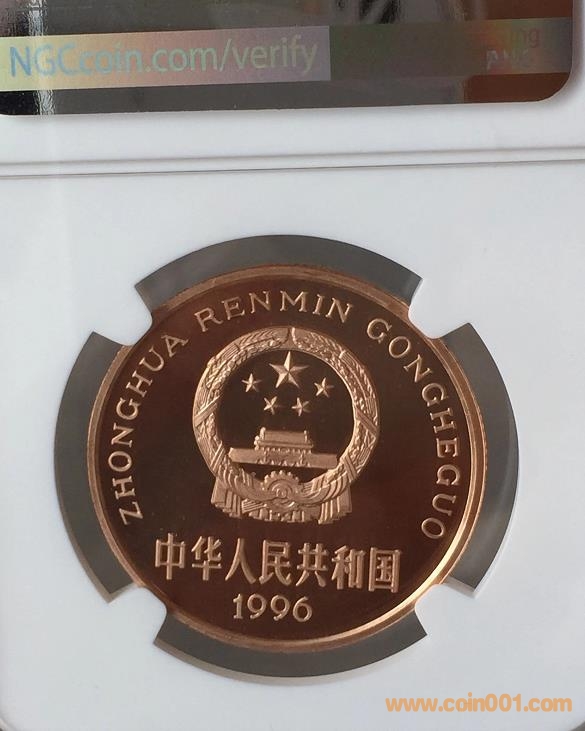 NGCcoin.com/verify
ZHONGHUA RENMIN GONGHEGUO
中华人民共和国
1996
www.coin001.com